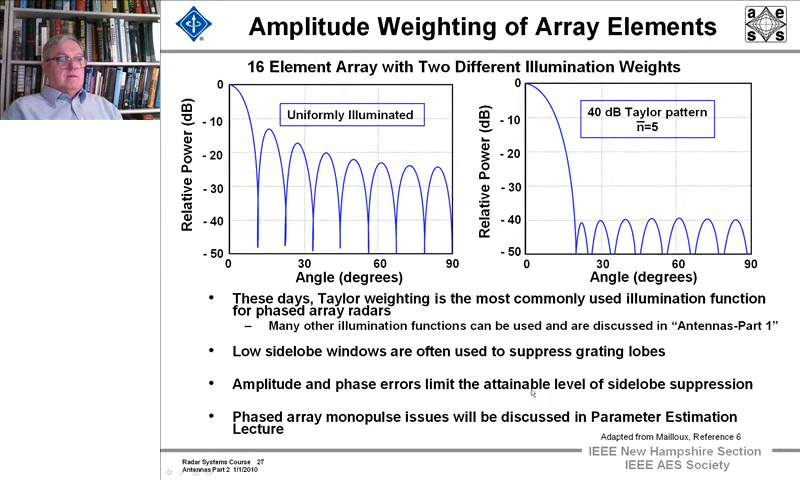 Amplitude Weighting of Array Elements
a e
s s
16 Element Array with Two Different Illumination Weights
Relative Power (dB)
0
- 10
- 20
- 30
- 40
- 50
Uniformly Illuminated
0 30 60 90
Angle (degrees)
Relative Power (dB)
0
- 10
- 20
- 30
- 40
- 50
40 dB Taylor pattern
n̅=5
0 30 60 90
Angle (degrees)
• These days, Taylor weighting is the most commonly used illumination function
for phased array radars
– Many other illumination functions can be used and are discussed in “Antennas-Part 1”
• Low sidelobe windows are often used to suppress grating lobes
• Amplitude and phase errors limit the attainable level of sidelobe suppression
• Phased array monopulse issues will be discussed in Parameter Estimation
Lecture
Adapted from Mailloux, Reference 6
Radar Systems Course 27
Antennas Part 2 1/1/2010
IEEE New Hampshire Section
IEEE AES Society